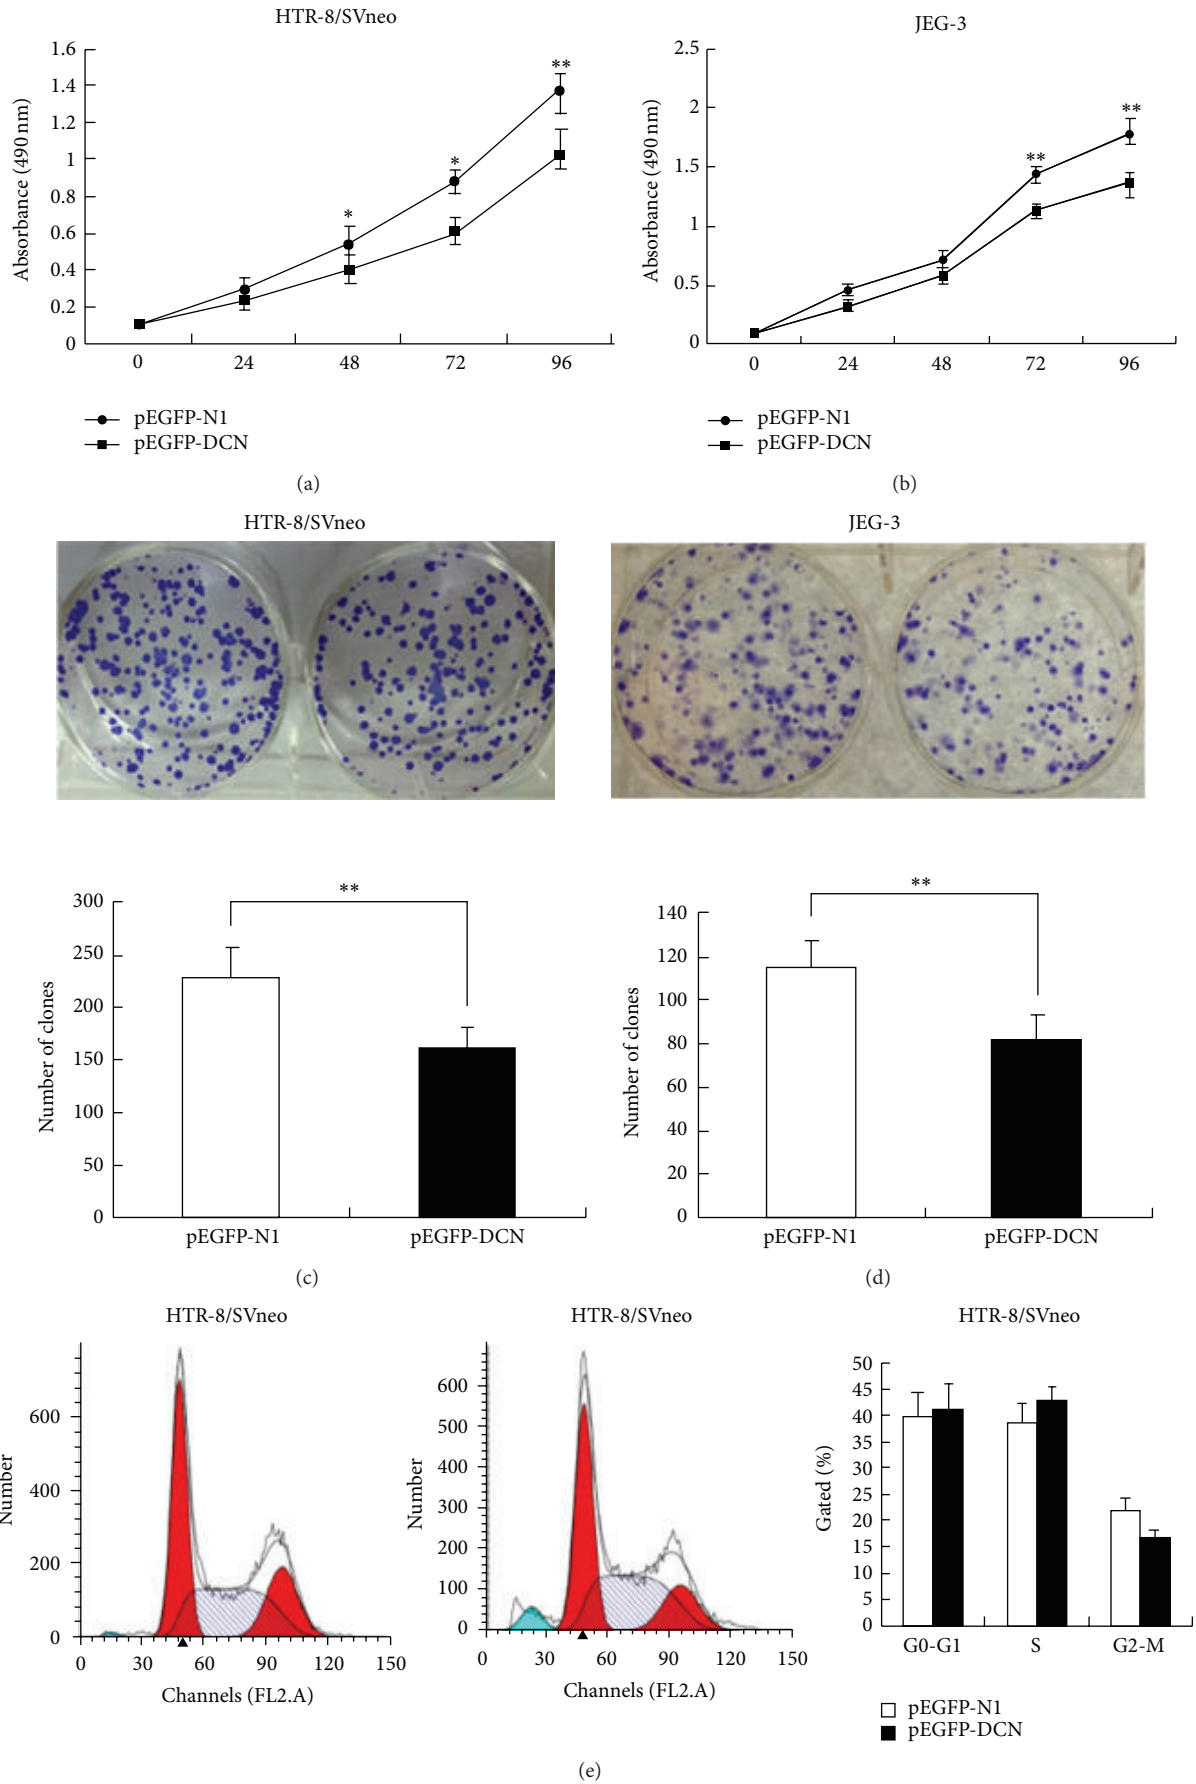 HTR-8/SVneo
1.6
1.4
1.2
1
0.8
0.6
0.4
0.2
0
Absorbance (490 nm)
*
*
**
0 24 48 72 96
pEGFP-N1
pEGFP-DCN
(a)
JEG-3
2.5
2
1.5
1
0.5
0
Absorbance (490 nm)
**
**
0 24 48 72 96
pEGFP-N1
pEGFP-DCN
(b)
HTR-8/SVneo
**
300
250
200
150
100
50
0
Number of clones
pEGFP-N1 pEGFP-DCN
(c)
JEG-3
**
140
120
100
80
60
40
20
0
Number of clones
pEGFP-N1 pEGFP-DCN
(d)
HTR-8/SVneo
600
400
200
0
Number
0 30 60 90 120 150
Channels (FL2.A)
HTR-8/SVneo
600
500
400
300
200
100
0
Number
0 30 60 90 120 150
Channels (FL2.A)
HTR-8/SVneo
50
45
40
35
30
25
20
15
10
5
0
Gated (%)
G0-G1 S G2-M
pEGFP-N1
pEGFP-DCN
(e)